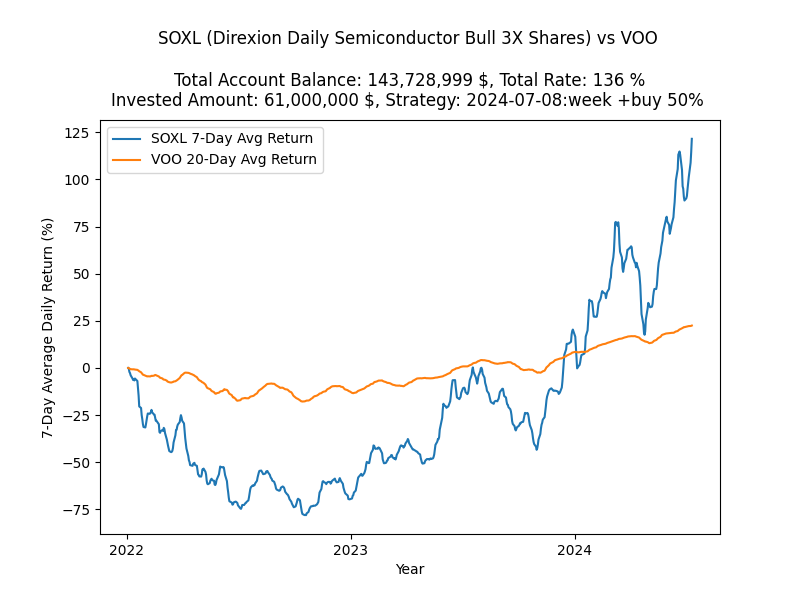 SOXL (Direxion Daily Semiconductor Bull 3X Shares) vs VOO
Total Account Balance: 143,728,999 $, Total Rate: 136 %
Invested Amount: 61,000,000 $, Strategy: 2024-07-08:week +buy 50%
SOXL 7-Day Avg Return
VOO 20-Day Avg Return
7-Day Average Daily Return (%)
125
100
75
50
25
0
−25
−50
−75
2022
2023
2024
Year